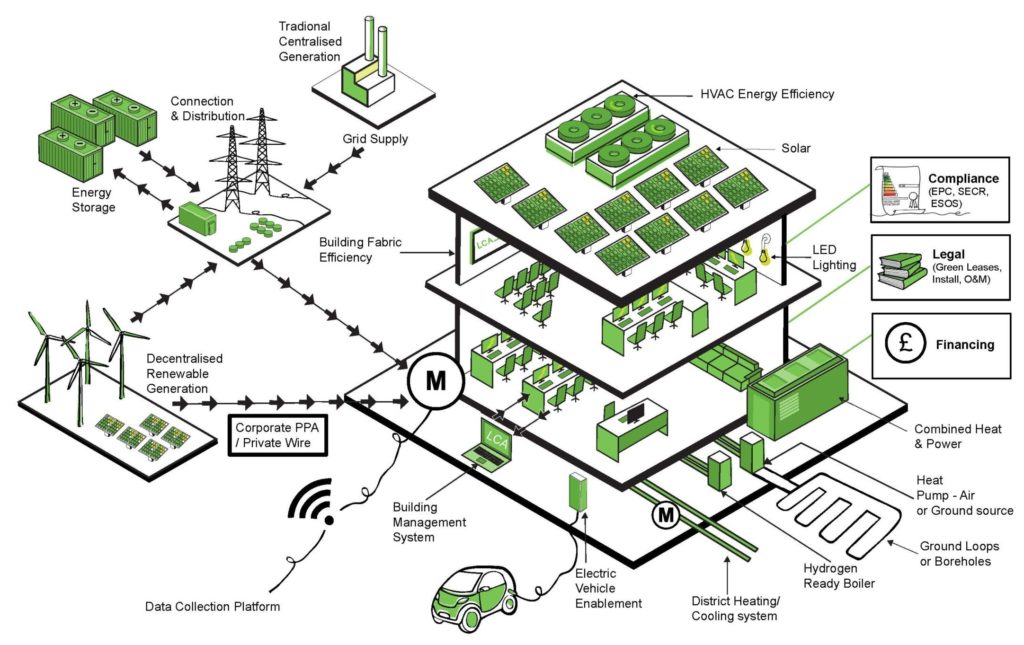 Tradional
Centralised
Generation
Connection
& Distribution
HVAC Energy Efficiency
Grid Supply
Solar
Energy
Storage
Compliance
(EPC, SECR,
ESOS)
Building Fabric
Efficiency
LCA
LED
Lighting
Legal
(Green Leases,
Install, O&M)
£
Financing
Decentralised
Renewable
Generation
M
Corporate PPA
/ Private Wire
LCA
Combined Heat
& Power
Building
Management
System
M
Heat
Pump - Air
or Ground source
Ground Loops
or Boreholes
Hydrogen
Ready Boiler
Electric
Vehicle
Enablement
District Heating/
Cooling system
Data Collection Platform